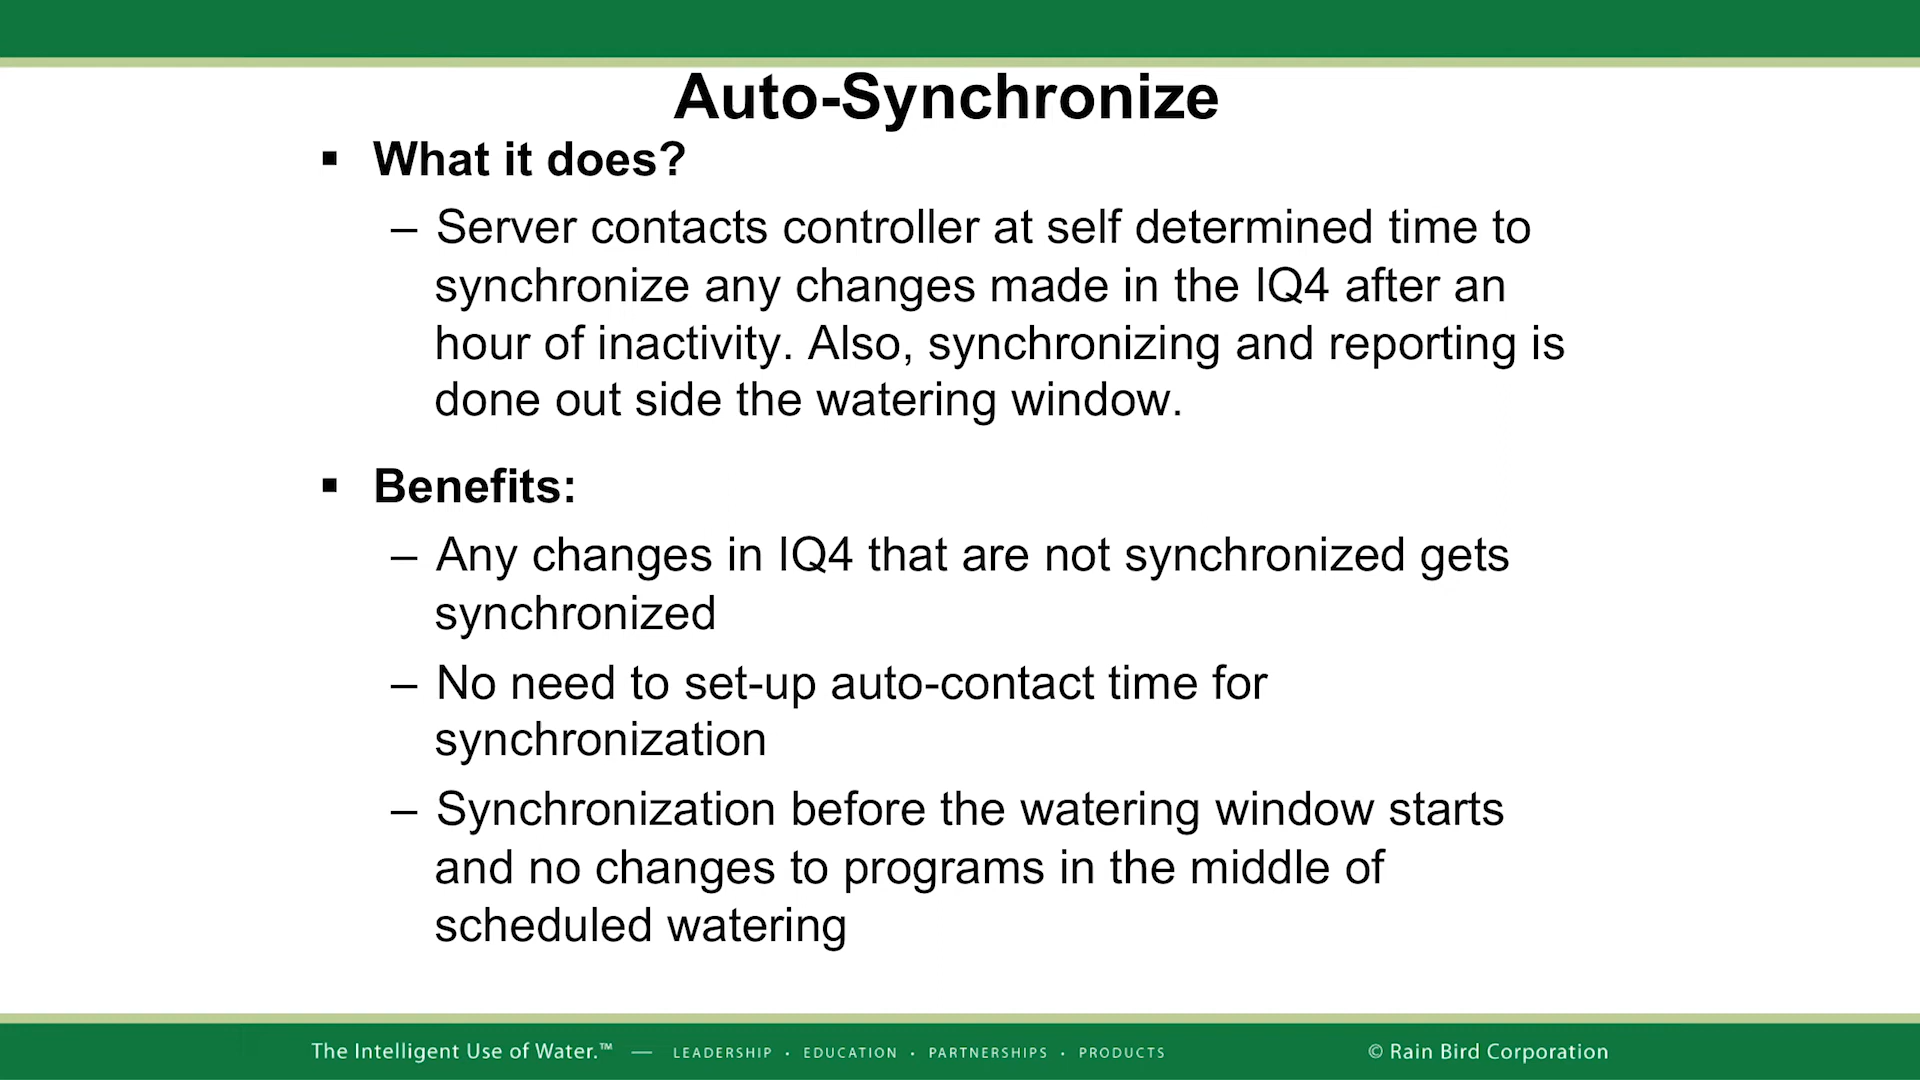 Auto-Synchronize
▪ What it does?
– Server contacts controller at self determined time to
synchronize any changes made in the IQ4 after an
hour of inactivity. Also, synchronizing and reporting is
done out side the watering window.
▪ Benefits:
– Any changes in IQ4 that are not synchronized gets
synchronized
– No need to set-up auto-contact time for
synchronization
– Synchronization before the watering window starts
and no changes to programs in the middle of
scheduled watering
The Intelligent Use of Water.™ — LEADERSHIP • EDUCATION • PARTNERSHIPS • PRODUCTS © Rain Bird Corporation